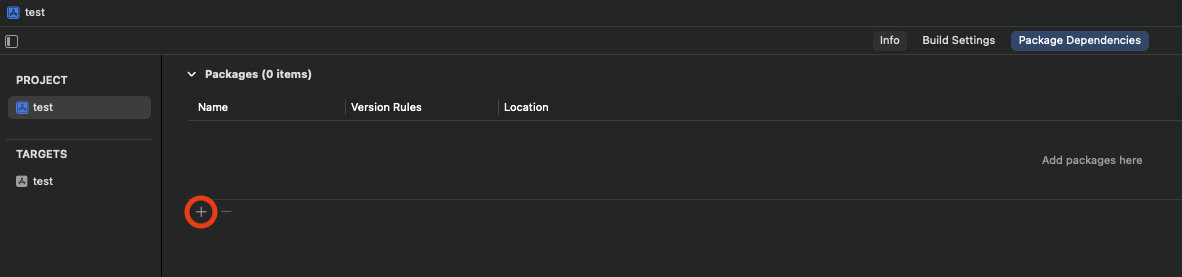 test
Info Build Settings Package Dependencies
PROJECT
test
TARGETS
test
Packages (0 items)
Name Version Rules Location
Add packages here